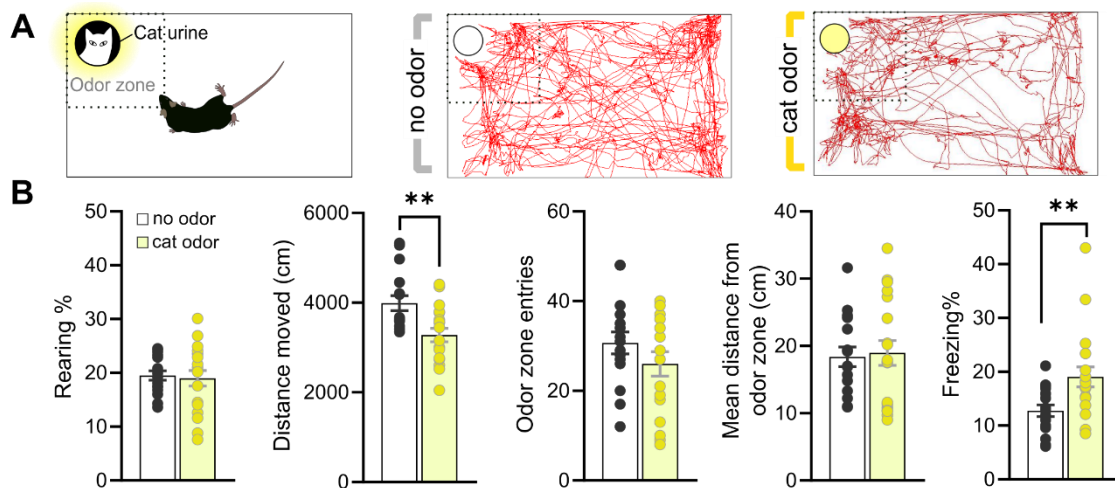 A
Cat urine
Odor zone
no odor
cat odor
B
Rearing %
50
40
30
20
10
0
no odor
cat odor
Distance moved (cm)
6000
4000
2000
0
**
Odor zone entries
60
40
20
0
Mean distance from
odor zone (cm)
40
30
20
10
0
Freezing%
50
40
30
20
10
0
**